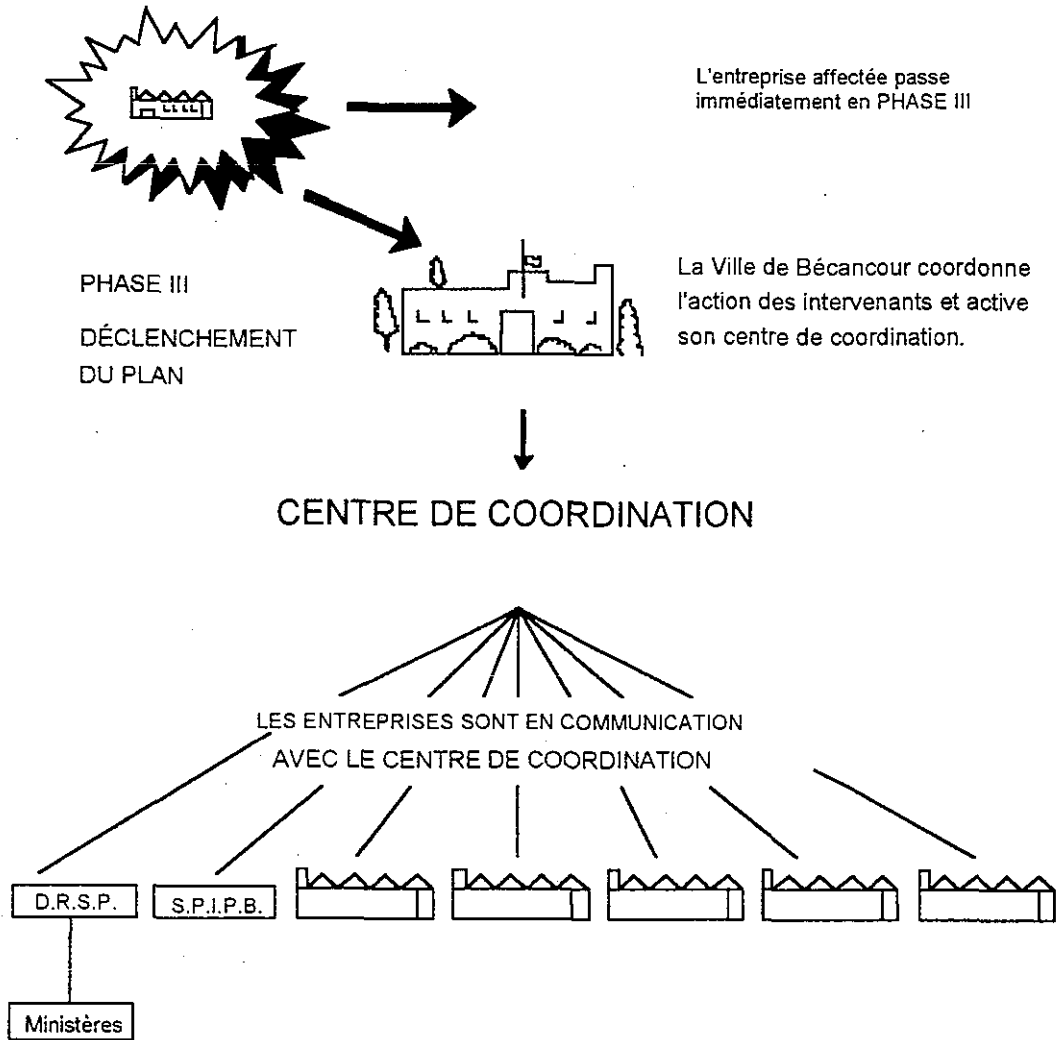 L'entreprise affectée passe
immédiatement en PHASE III
PHASE III
DÉCLENCHEMENT
DU PLAN
La Ville de Bécancour coordonne
l'action des intervenants et active
son centre de coordination.
CENTRE DE COORDINATION
LES ENTREPRISES SONT EN COMMUNICATION
AVEC LE CENTRE DE COORDINATION
D.R.S.P.
S.P.I.P.B.
Ministères